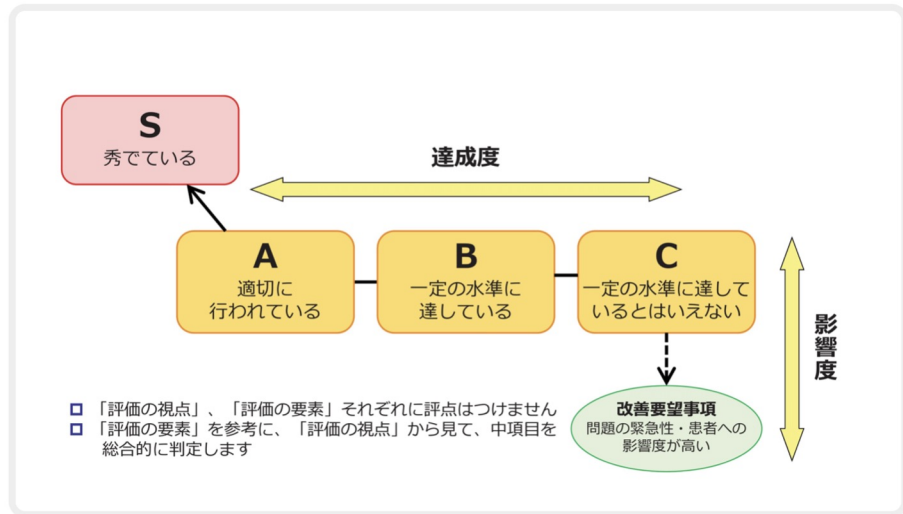 S
秀でている
達成度
A
適切に
行われている
B
一定の水準に
達している
C
一定の水準に達して
いるとはいえない
影響度
改善要望事項
問題の緊急性・患者への
影響度が高い
「評価の視点」、「評価の要素」それぞれに評点はつけません
「評価の要素」を参考に、「評価の視点」から見て、中項目を
総合的に判定します